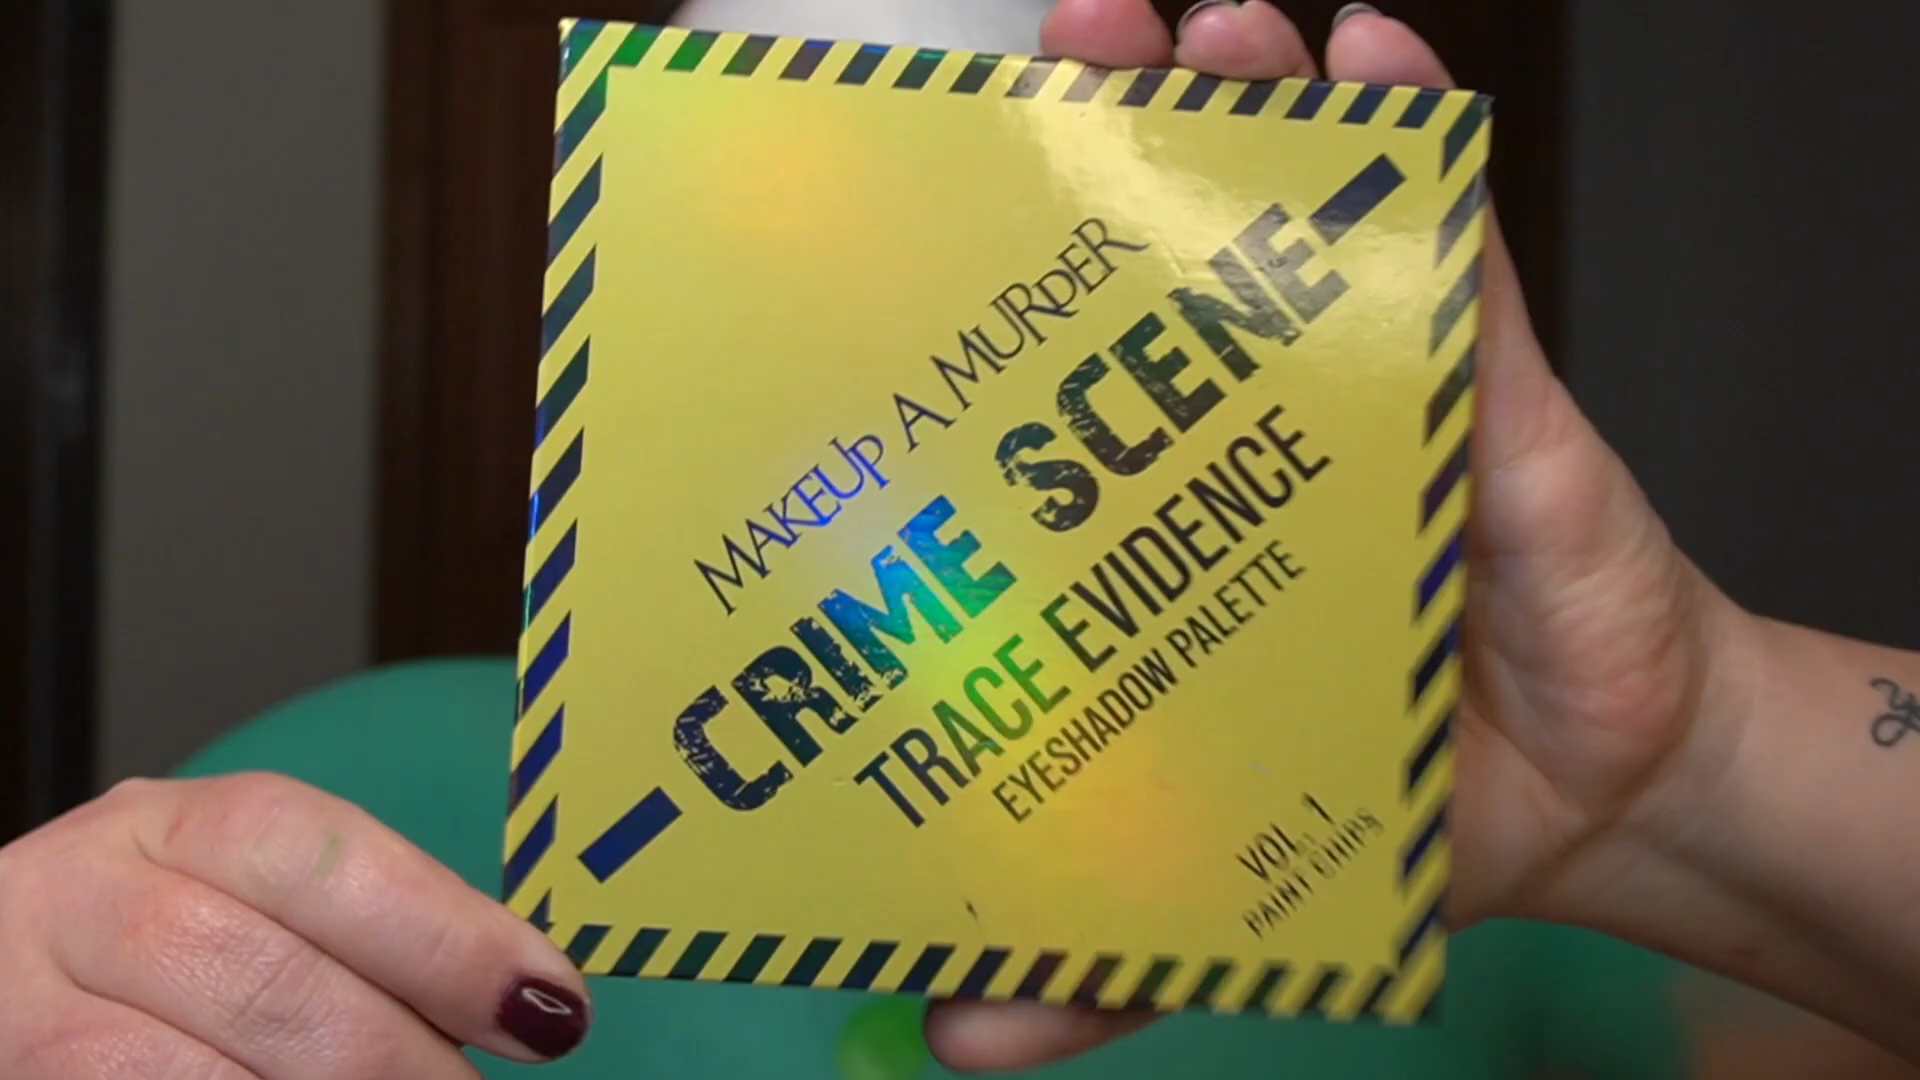 MAKEUP A MURDER
CRIME SCENE
TRACE EVIDENCE
EYESHADOW PALETTE
VOL. 1
PAINT CHIPS